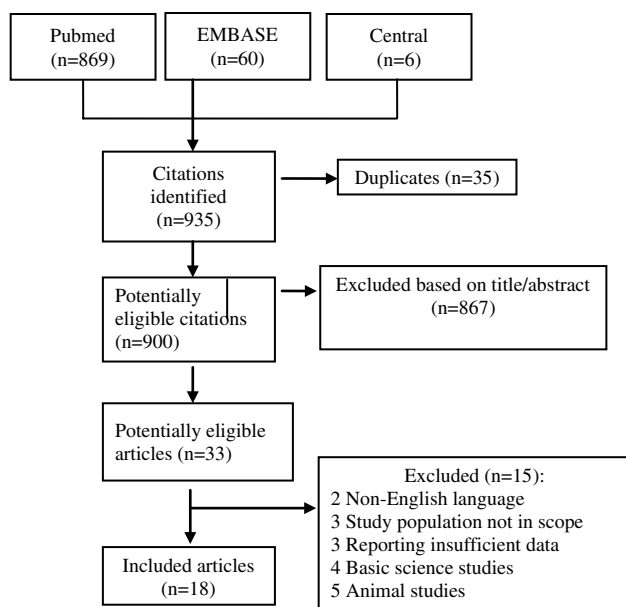 Pubmed
(n=869)
EMBASE
(n=60)
Central
(n=6)
Citations
identified
(n=935)
Duplicates (n=35)
Potentially
eligible citations
(n=900)
Excluded based on title/abstract
(n=867)
Potentially eligible
articles (n=33)
Excluded (n=15):
2 Non-English language
3 Study population not in scope
3 Reporting insufficient data
4 Basic science studies
5 Animal studies
Included articles
(n=18)